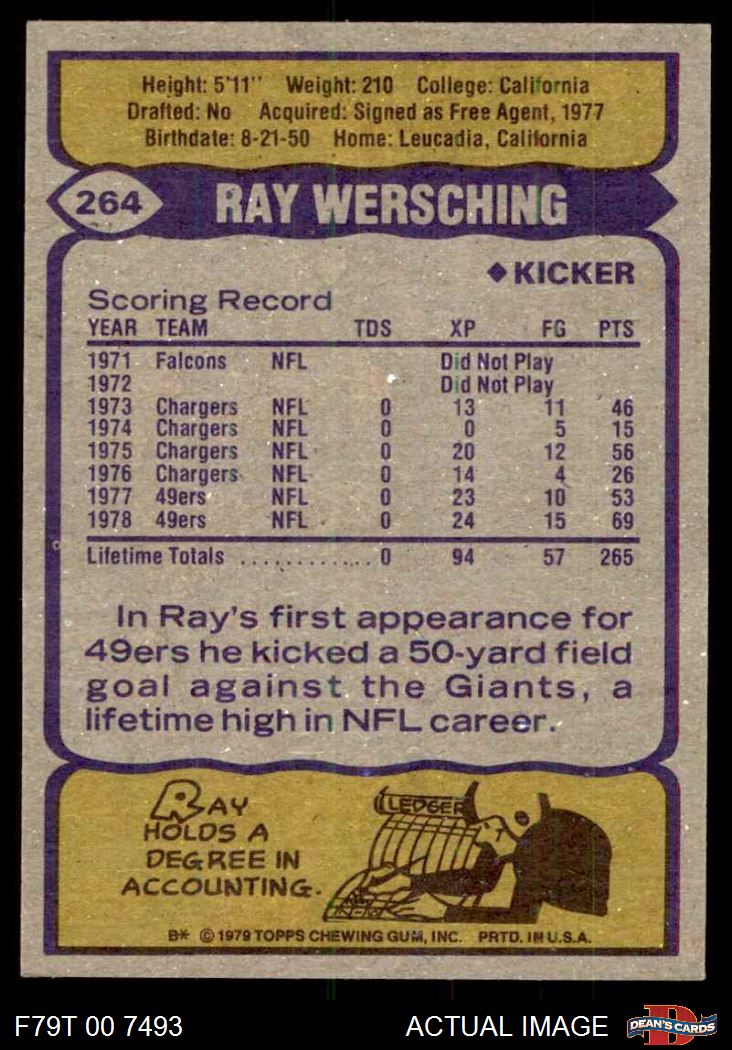 Height: 5'11" Weight: 210 College: California
Drafted: No Acquired: Signed as Free Agent, 1977
Birthdate: 8-21-50 Home: Leucadia, California
264 RAY WERSCHING
◆KICKER
Scoring Record
YEAR TEAM TDS XP FG PTS
1971 Falcons NFL Did Not Play
1972 Did Not Play
1973 Chargers NFL 0 13 11 46
1974 Chargers NFL 0 0 5 15
1975 Chargers NFL 0 20 12 56
1976 Chargers NFL 0 14 4 26
1977 49ers NFL 0 23 10 53
1978 49ers NFL 0 24 15 69
Lifetime Totals ............ 0 94 57 265
In Ray's first appearance for
49ers he kicked a 50-yard field
goal against the Giants, a
lifetime high in NFL career.
RAY
HOLDS A
DEGREE IN
ACCOUNTING.
LEDGER
B* © 1979 TOPPS CHEWING GUM, INC. PRTD. IN U.S.A.
F79T 00 7493 ACTUAL IMAGE DEAN'S CARDS